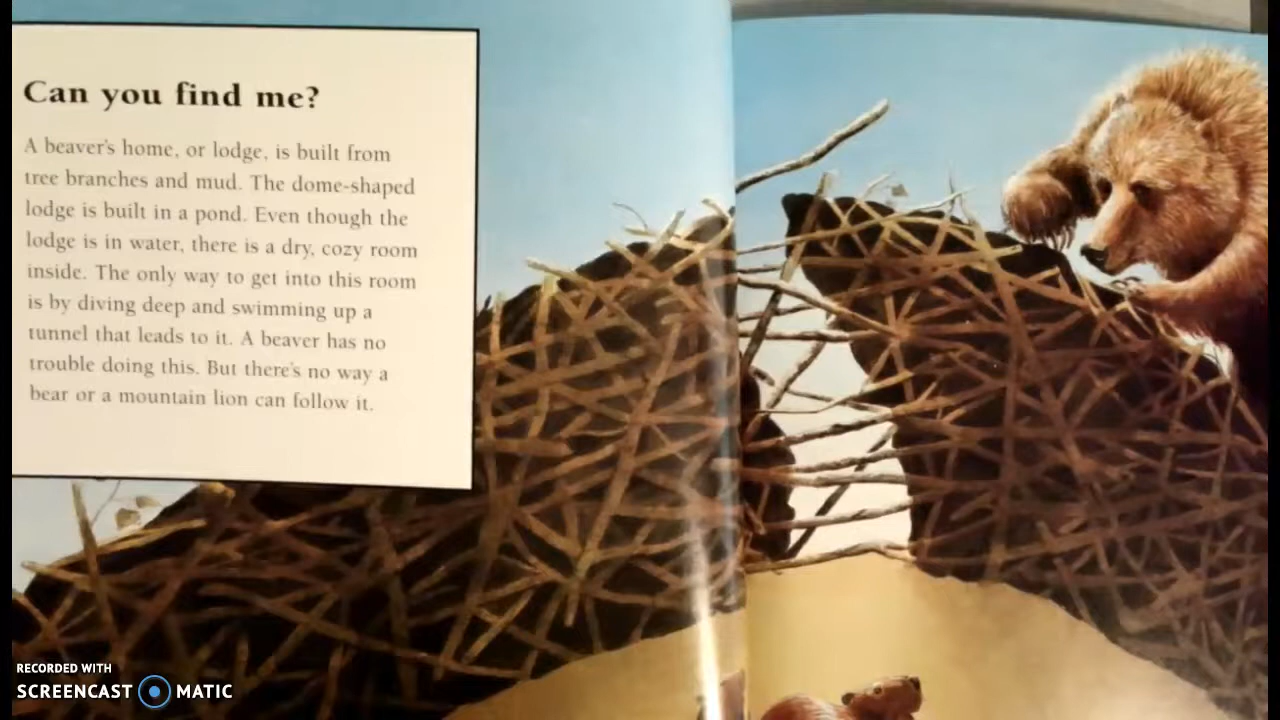 Can you find me?
A beaver's home, or lodge, is built from
tree branches and mud. The dome-shaped
lodge is built in a pond. Even though the
lodge is in water, there is a dry, cozy room
inside. The only way to get into this room
is by diving deep and swimming up a
tunnel that leads to it. A beaver has no
trouble doing this. But there's no way a
bear or a mountain lion can follow it.
RECORDED WITH
SCREENCAST MATIC